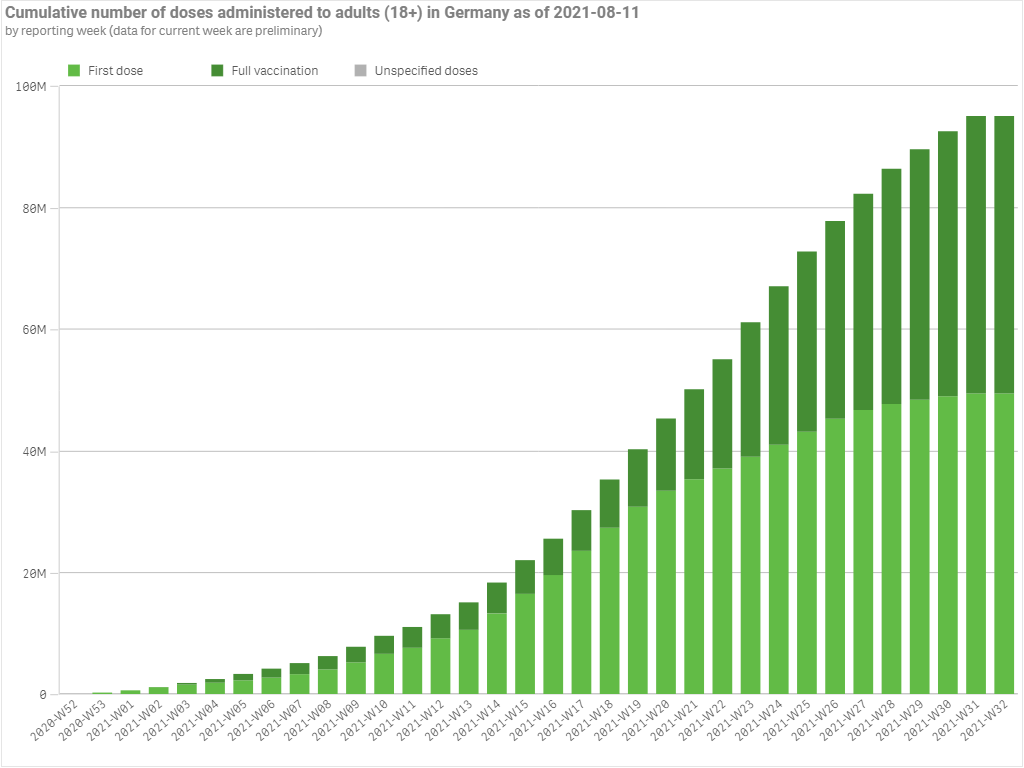 Cumulative number of doses administered to adults (18+) in Germany as of 2021-08-11
by reporting week (data for current week are preliminary)
First dose Full vaccination Unspecified doses
100M
80M
60M
40M
20M
0
2020-W52
2020-W53
2021-W01
2021-W02
2021-W03
2021-W04
2021-W05
2021-W06
2021-W07
2021-W08
2021-W09
2021-W10
2021-W11
2021-W12
2021-W13
2021-W14
2021-W15
2021-W16
2021-W17
2021-W18
2021-W19
2021-W20
2021-W21
2021-W22
2021-W23
2021-W24
2021-W25
2021-W26
2021-W27
2021-W28
2021-W29
2021-W30
2021-W31
2021-W32